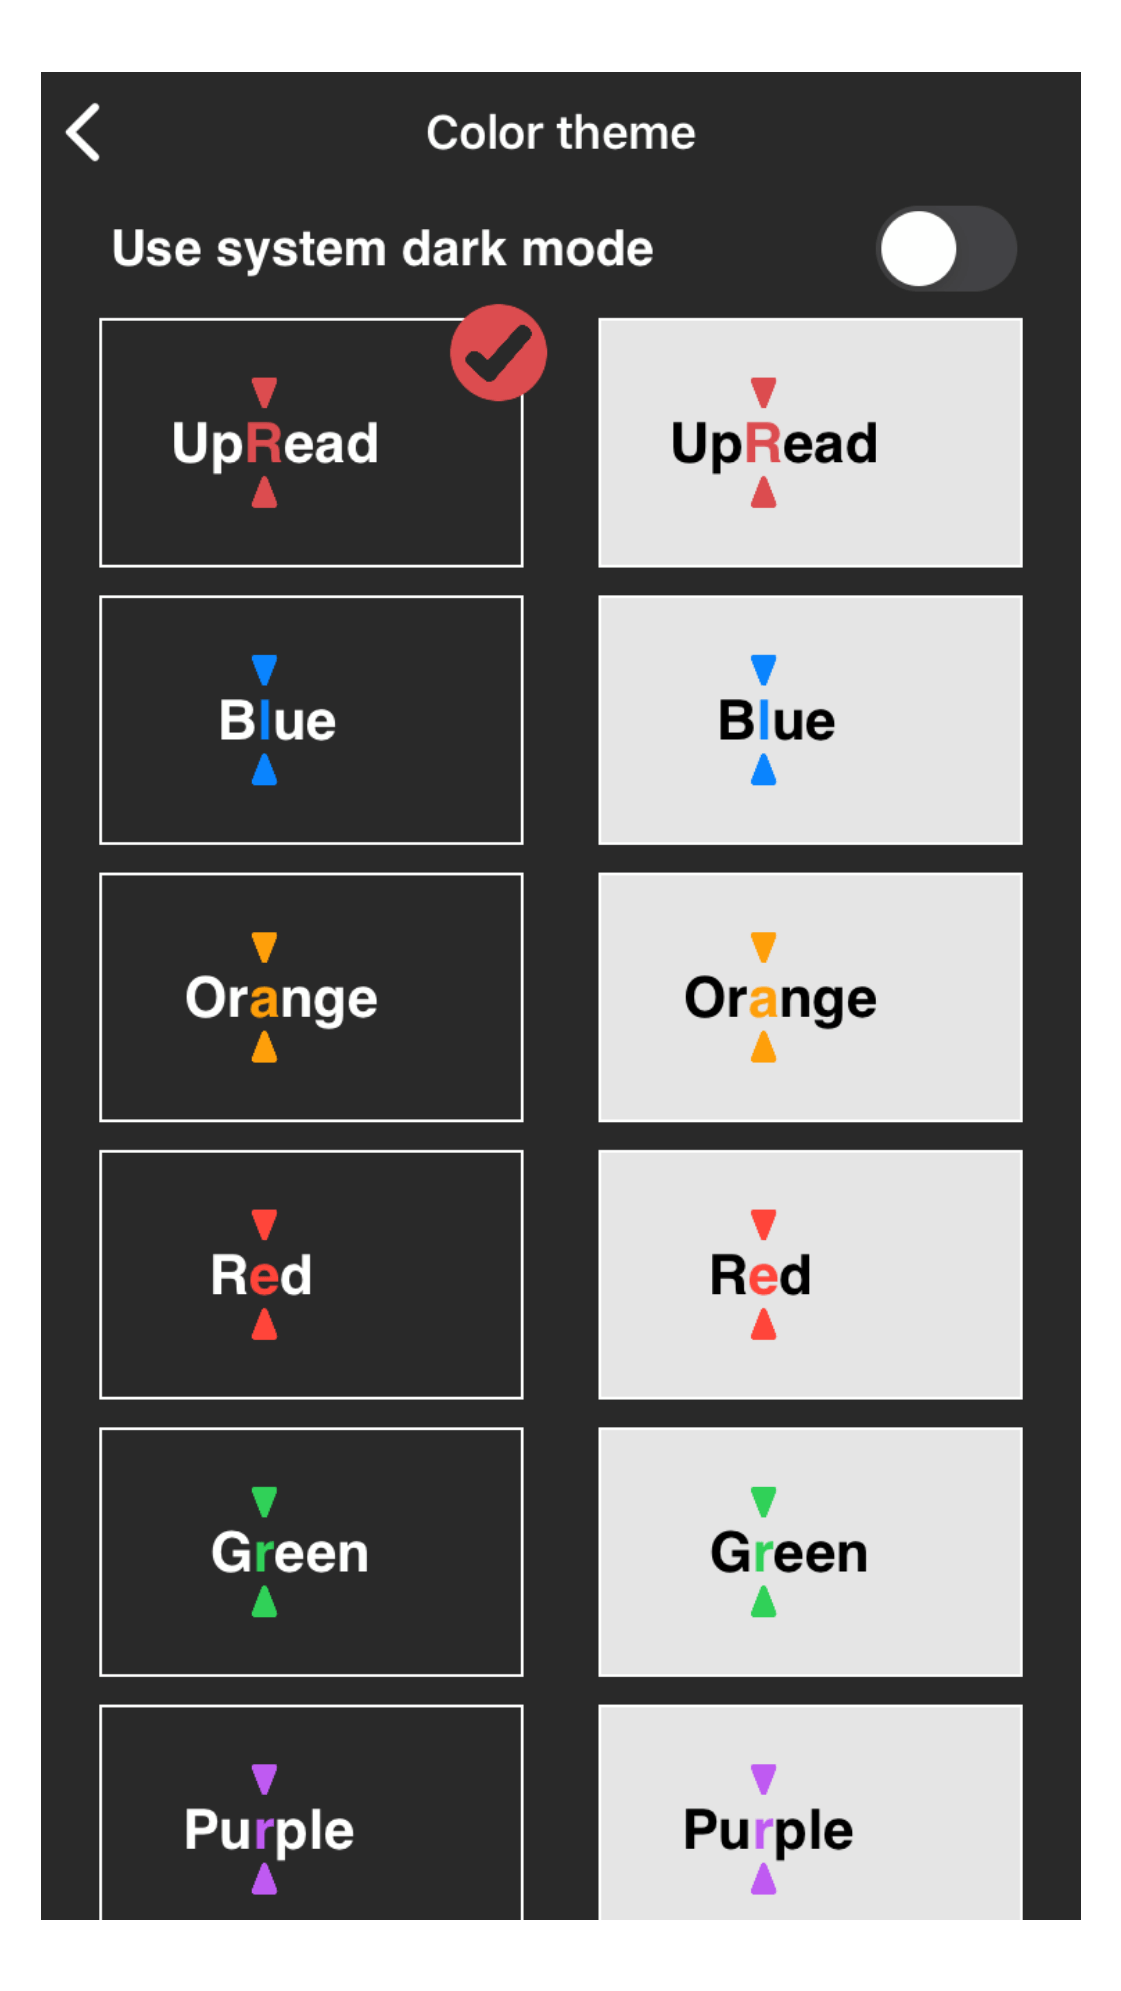 Color theme
Use system dark mode
UpRead
UpRead
Blue
Blue
Orange
Orange
Red
Red
Green
Green
Purple
Purple